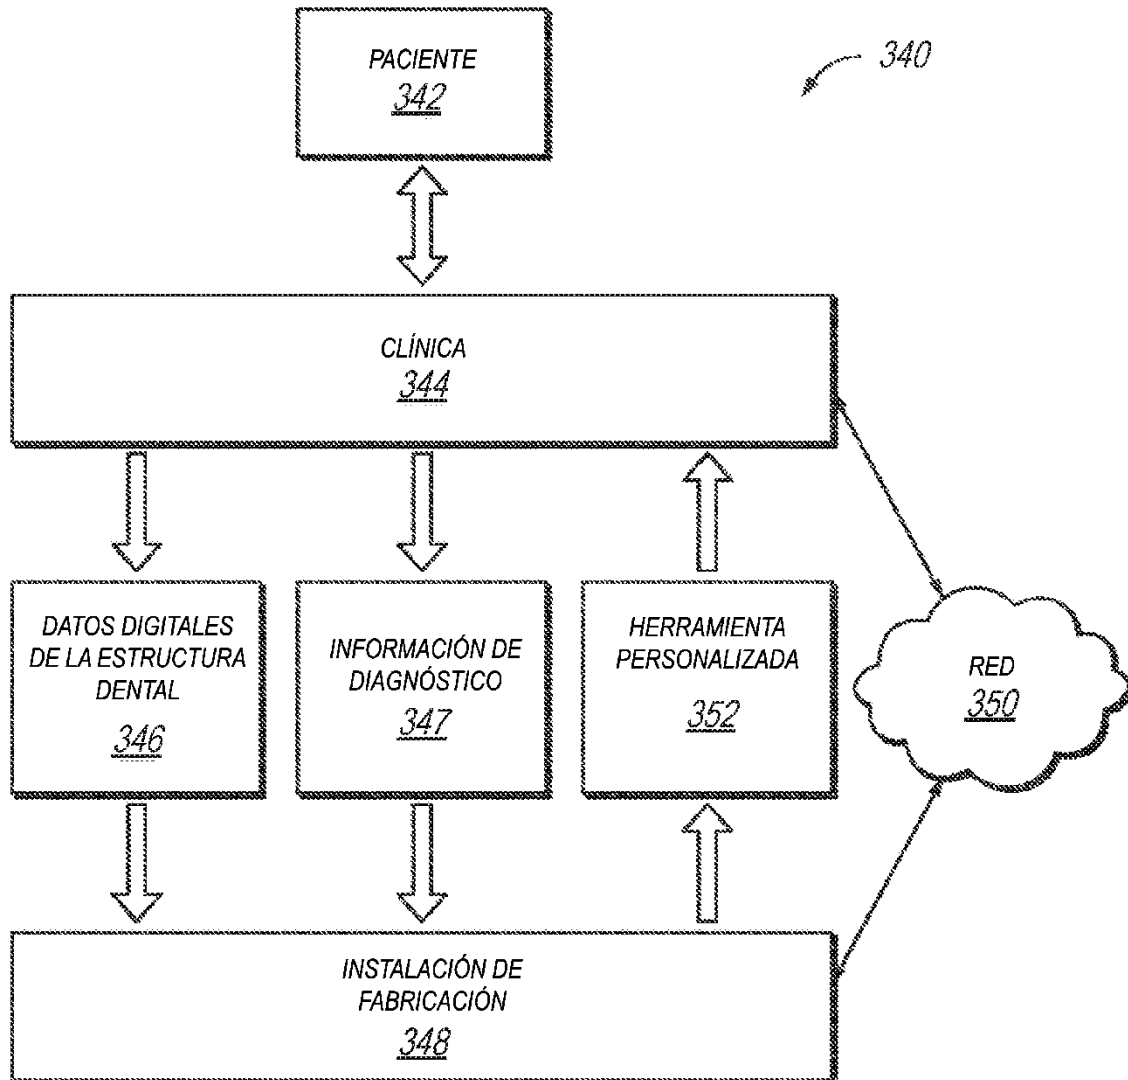 PACIENTE
342
340
CLÍNICA
344
DATOS DIGITALES
DE LA ESTRUCTURA
DENTAL
346
INFORMACIÓN DE
DIAGNÓSTICO
347
HERRAMIENTA
PERSONALIZADA
352
RED
350
INSTALACIÓN DE
FABRICACIÓN
348